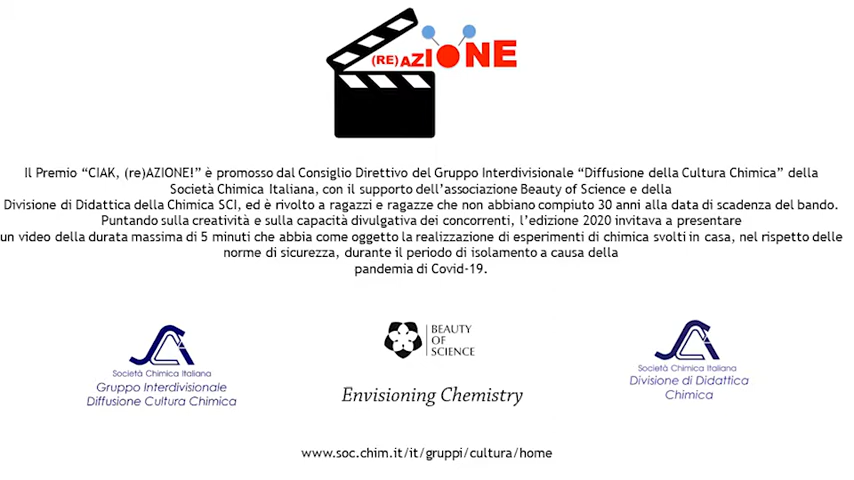 (RE)AZIONE
Il Premio “CIAK, (re)AZIONE!” è promosso dal Consiglio Direttivo del Gruppo Interdivisionale “Diffusione della Cultura Chimica” della
Società Chimica Italiana, con il supporto dell’associazione Beauty of Science e della
Divisione di Didattica della Chimica SCI, ed è rivolto a ragazzi e ragazze che non abbiano compiuto 30 anni alla data di scadenza del bando.
Puntando sulla creatività e sulla capacità divulgativa dei concorrenti, l’edizione 2020 invitava a presentare
un video della durata massima di 5 minuti che abbia come oggetto la realizzazione di esperimenti di chimica svolti in casa, nel rispetto delle
norme di sicurezza, durante il periodo di isolamento a causa della
pandemia di Covid-19.
Società Chimica Italiana
Gruppo Interdivisionale
Diffusione Cultura Chimica
BEAUTY
OF
SCIENCE
Envisioning Chemistry
Società Chimica Italiana
Divisione di Didattica
Chimica
www.soc.chim.it/it/gruppi/cultura/home